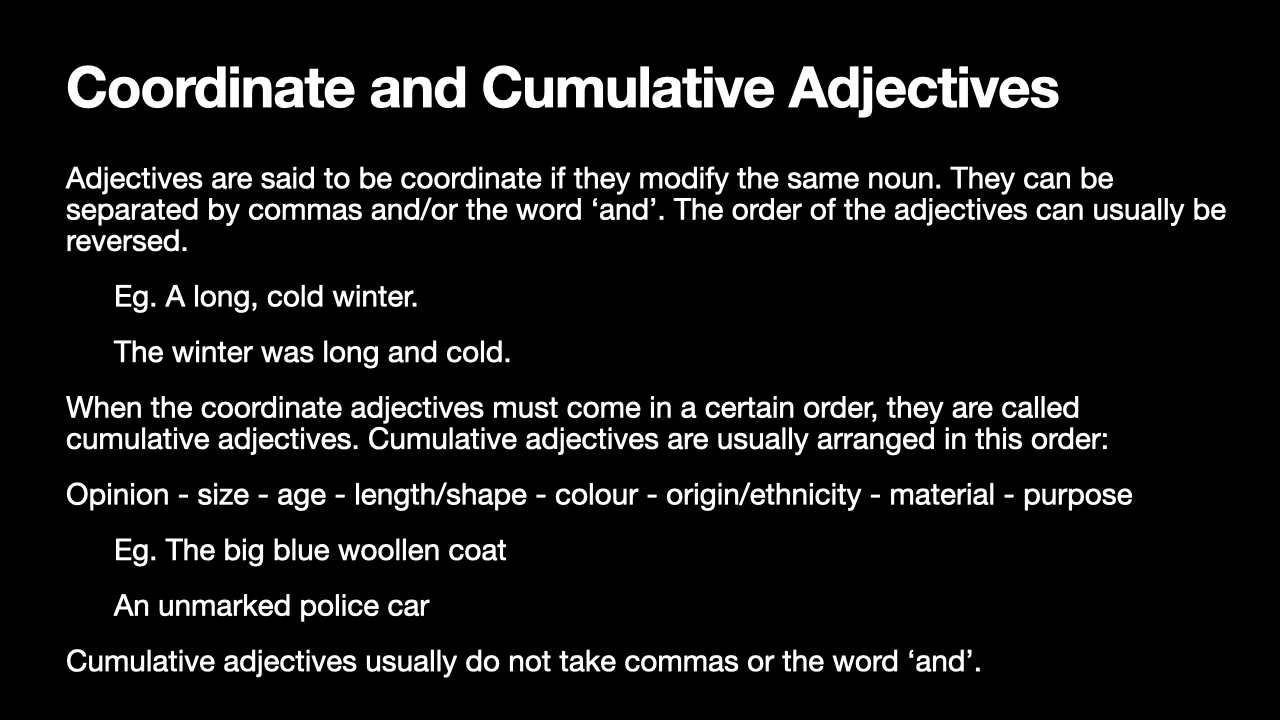 Coordinate and Cumulative Adjectives
Adjectives are said to be coordinate if they modify the same noun. They can be
separated by commas and/or the word ‘and’. The order of the adjectives can usually be
reversed.
Eg. A long, cold winter.
The winter was long and cold.
When the coordinate adjectives must come in a certain order, they are called
cumulative adjectives. Cumulative adjectives are usually arranged in this order:
Opinion - size - age - length/shape - colour - origin/ethnicity - material - purpose
Eg. The big blue woollen coat
An unmarked police car
Cumulative adjectives usually do not take commas or the word ‘and’.